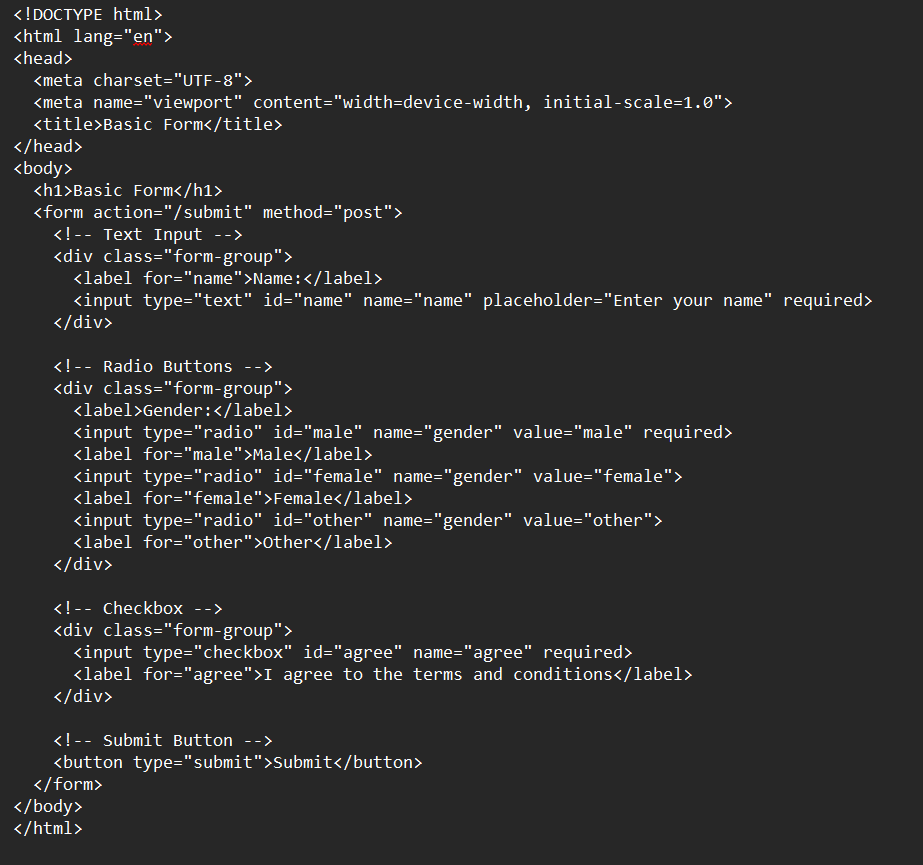 <!DOCTYPE html>
<html lang="en">
<head>
  <meta charset="UTF-8">
  <meta name="viewport" content="width=device-width, initial-scale=1.0">
  <title>Basic Form</title>
</head>
<body>
  <h1>Basic Form</h1>
  <form action="/submit" method="post">
    <!-- Text Input -->
    <div class="form-group">
      <label for="name">Name:</label>
      <input type="text" id="name" name="name" placeholder="Enter your name" required>
    </div>

    <!-- Radio Buttons -->
    <div class="form-group">
      <label>Gender:</label>
      <input type="radio" id="male" name="gender" value="male" required>
      <label for="male">Male</label>
      <input type="radio" id="female" name="gender" value="female">
      <label for="female">Female</label>
      <input type="radio" id="other" name="gender" value="other">
      <label for="other">Other</label>
    </div>

    <!-- Checkbox -->
    <div class="form-group">
      <input type="checkbox" id="agree" name="agree" required>
      <label for="agree">I agree to the terms and conditions</label>
    </div>

    <!-- Submit Button -->
    <button type="submit">Submit</button>
  </form>
</body>
</html>